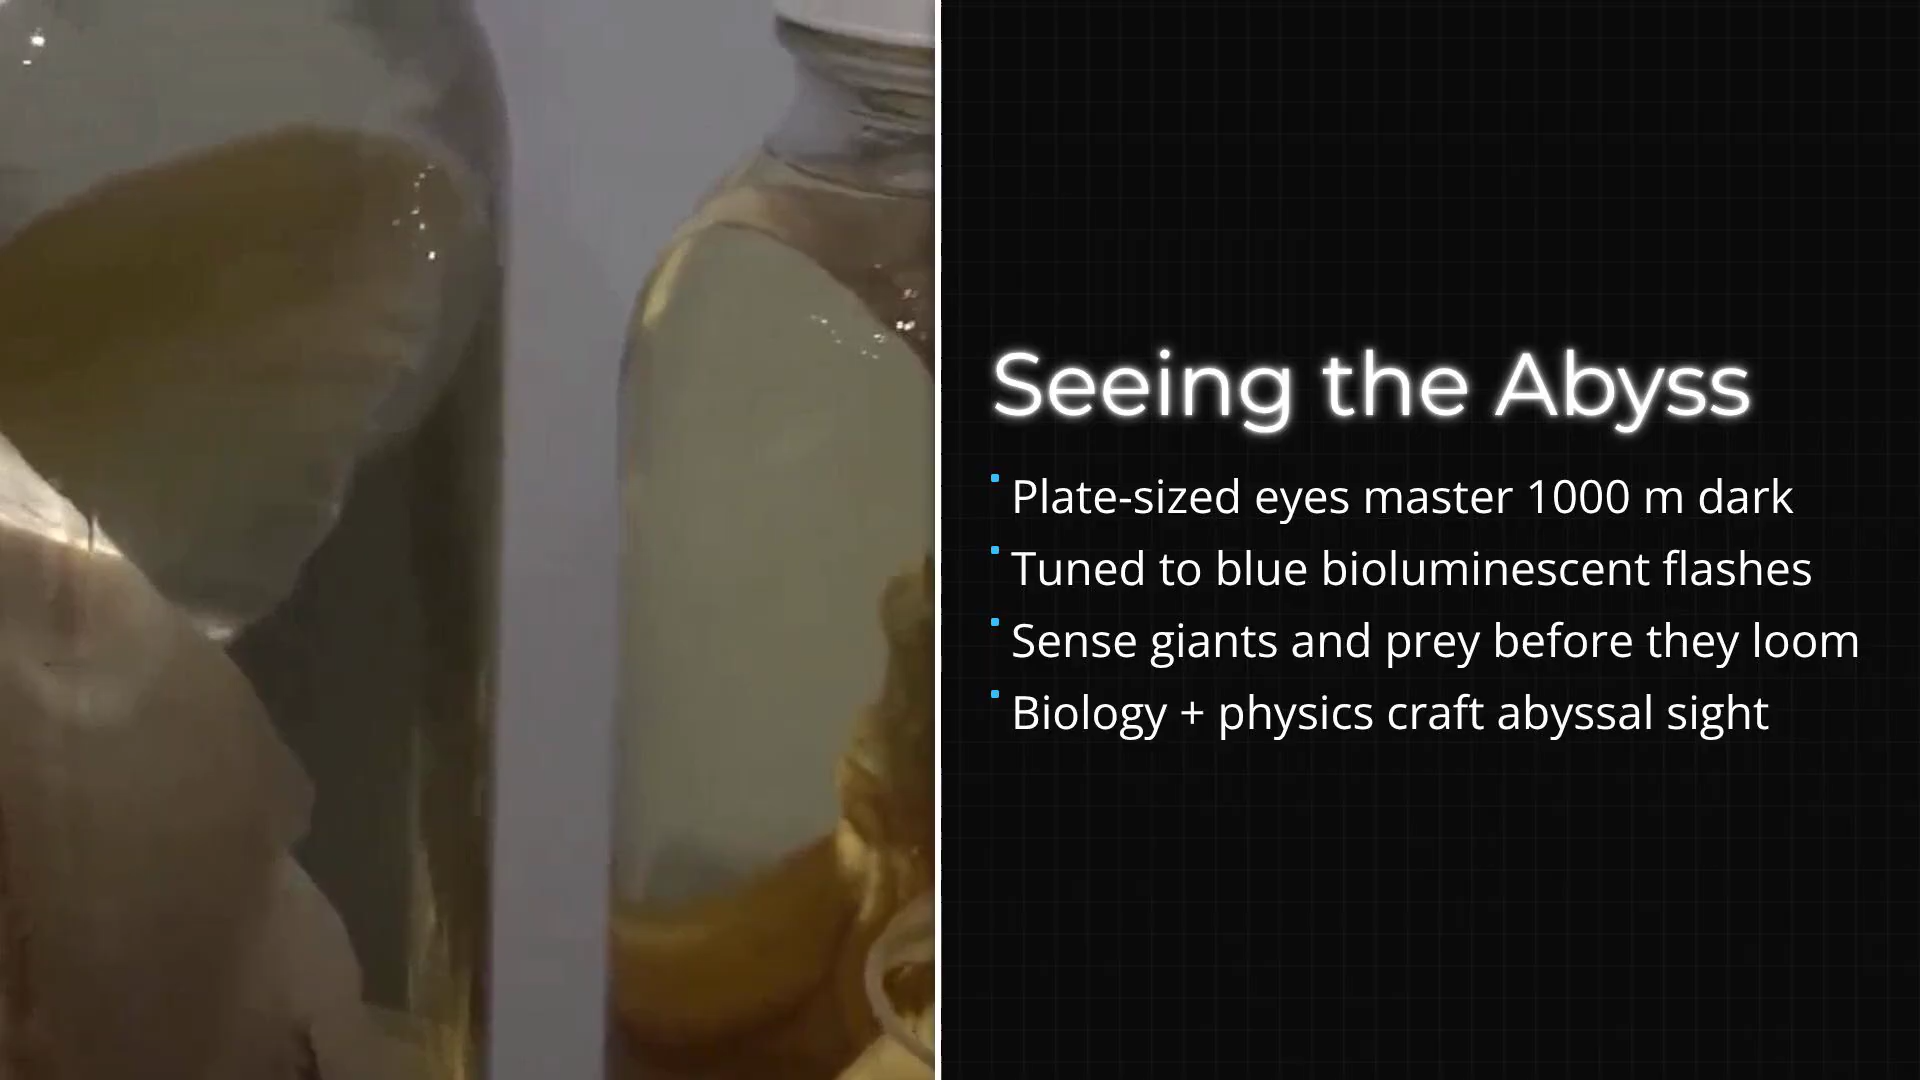 Seeing the Abyss
Plate-sized eyes master 1000 m dark
Tuned to blue bioluminescent flashes
Sense giants and prey before they loom
Biology + physics craft abyssal sight